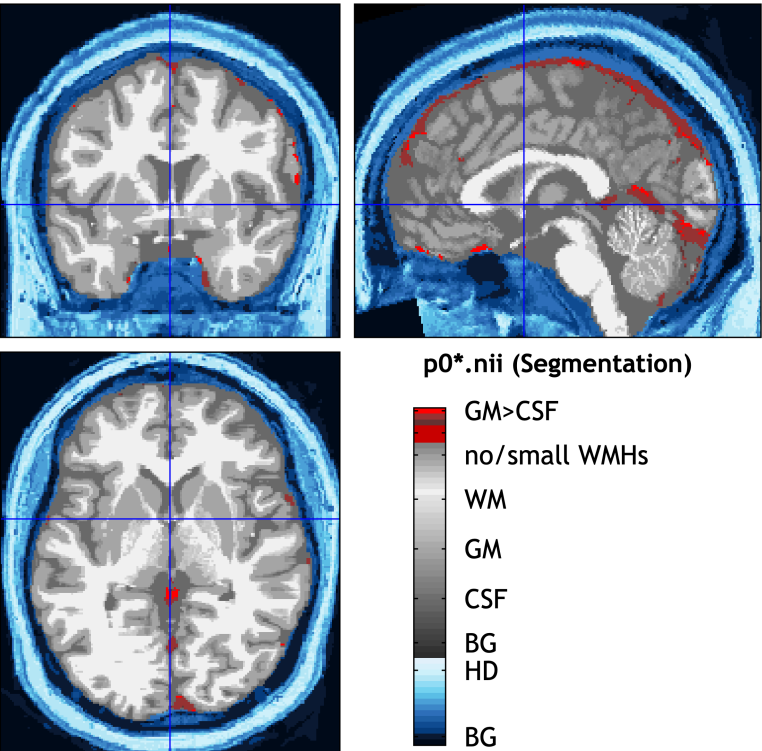 p0*.nii (Segmentation)
GM>CSF
no/small WMHs
WM
GM
CSF
BG
HD
BG